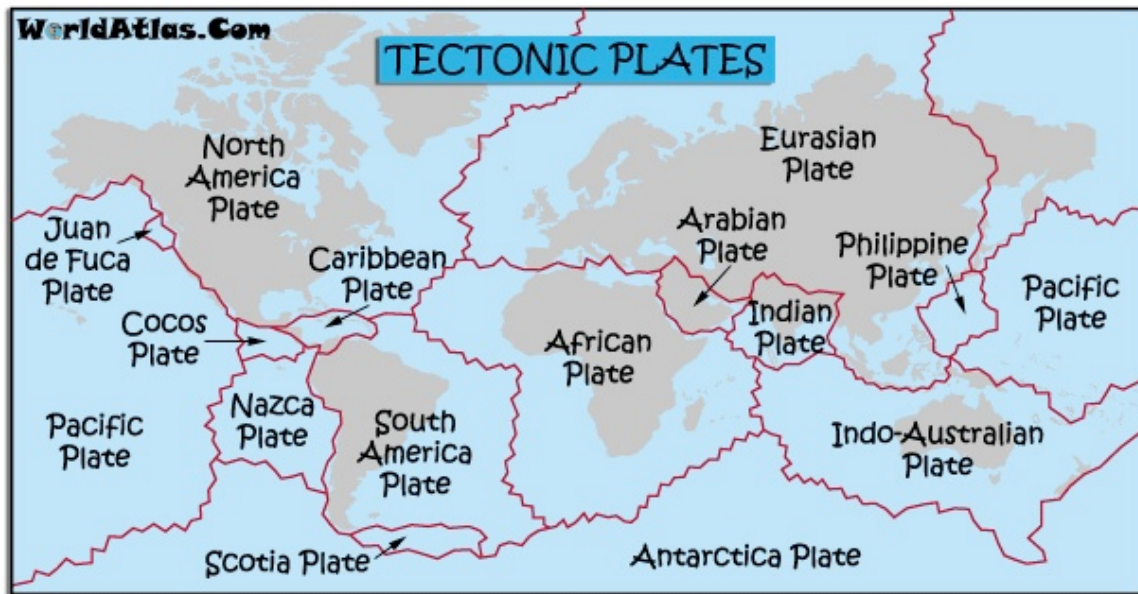 WorldAtlas.Com
TECTONIC PLATES
North
America
Plate
Eurasian
Plate
Juan
de Fuca
Plate
Caribbean
Plate
Arabian
Plate
Philippine
Plate
Pacific
Plate
Cocos
Plate
Indian
Plate
African
Plate
Nazca
Plate
South
America
Plate
Pacific
Plate
Indo-Australian
Plate
Scotia Plate
Antarctica Plate